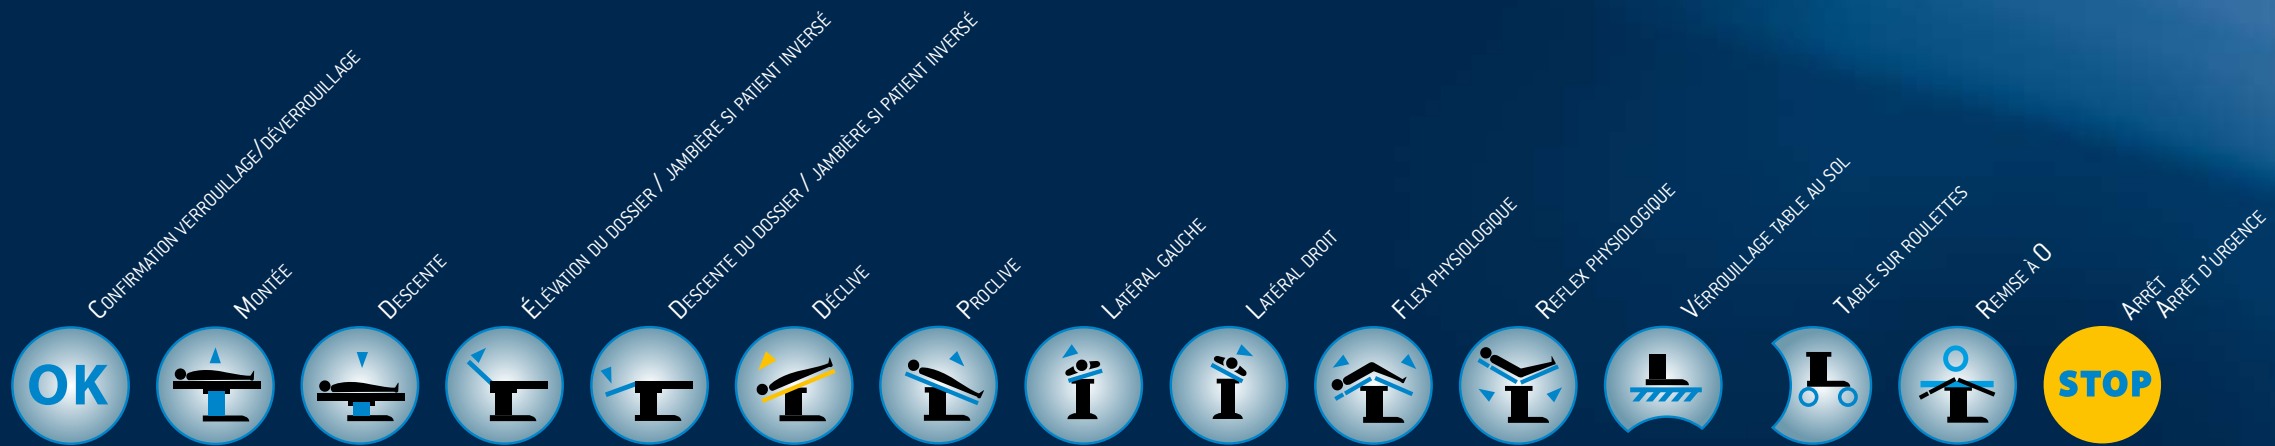 Confirmation verrouillage/déverrouillage
Montée
Descente
Élévation du dossier / jambière si patient inversé
Descente du dossier / jambière si patient inversé
Déclive
Proclive
Latéral gauche
Latéral droit
Flex physiologique
Reflex physiologique
Vérrouillage table au sol
Table sur roulettes
Remise à 0
Arrêt
Arrêt d'urgence
OK
STOP